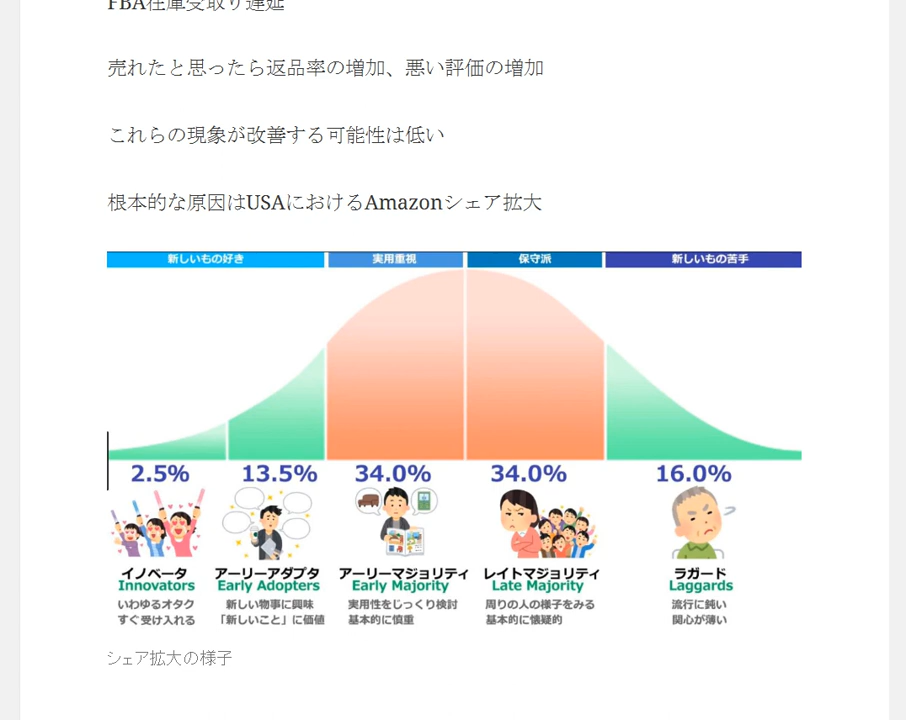 FBA在庫受取り遅延
売れたと思ったら返品率の増加、悪い評価の増加
これらの現象が改善する可能性は低い
根本的な原因はUSAにおけるAmazonシェア拡大
新しいもの好き 実用重視 保守派 新しいもの苦手
2.5% 13.5% 34.0% 34.0% 16.0%
イノベータ アーリーアダプタ アーリーマジョリティ レイトマジョリティ ラガード
Innovators Early Adopters Early Majority Late Majority Laggards
いわゆるオタク 新しい物事に興味 実用性をじっくり検討 周りの人の様子をみる 流行に鈍い
すぐ受け入れる 「新しいこと」に価値 基本的に慎重 基本的に懐疑的 関心が薄い
シェア拡大の様子